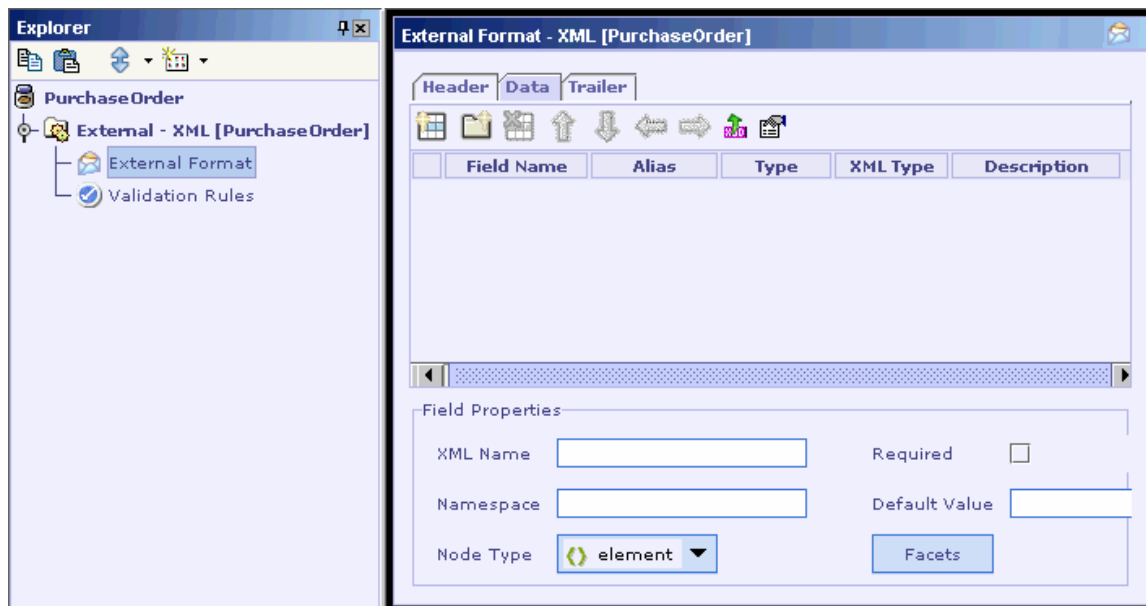 Explorer
PurchaseOrder
External - XML [PurchaseOrder]
External Format
Validation Rules
External Format - XML [PurchaseOrder]
Header Data Trailer
Field Name Alias Type XML Type Description
Field Properties
XML Name Required
Namespace Default Value
Node Type element Facets